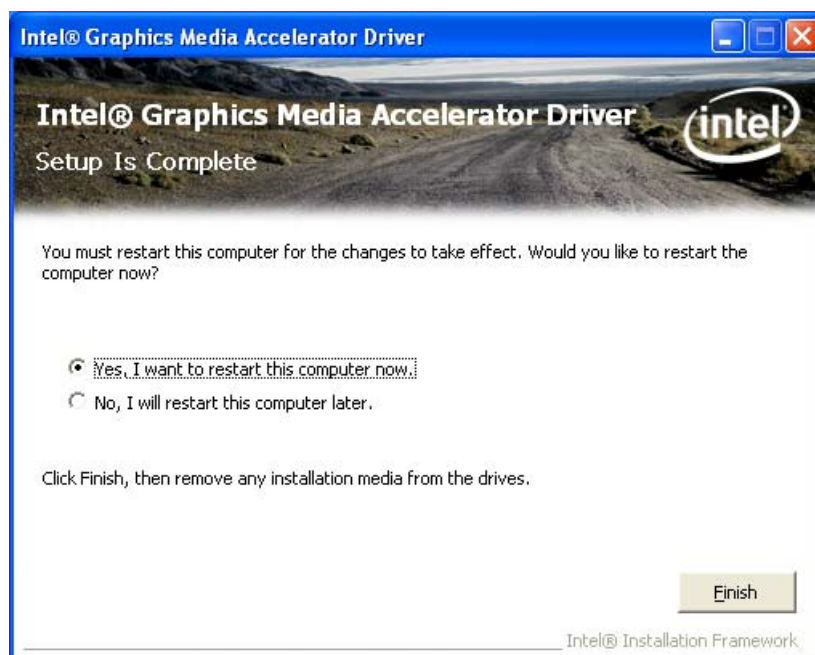 Intel® Graphics Media Accelerator Driver
Intel® Graphics Media Accelerator Driver
intel
Setup Is Complete
You must restart this computer for the changes to take effect. Would you like to restart the
computer now?
Yes, I want to restart this computer now.
No, I will restart this computer later.
Click Finish, then remove any installation media from the drives.
Finish
Intel® Installation Framework